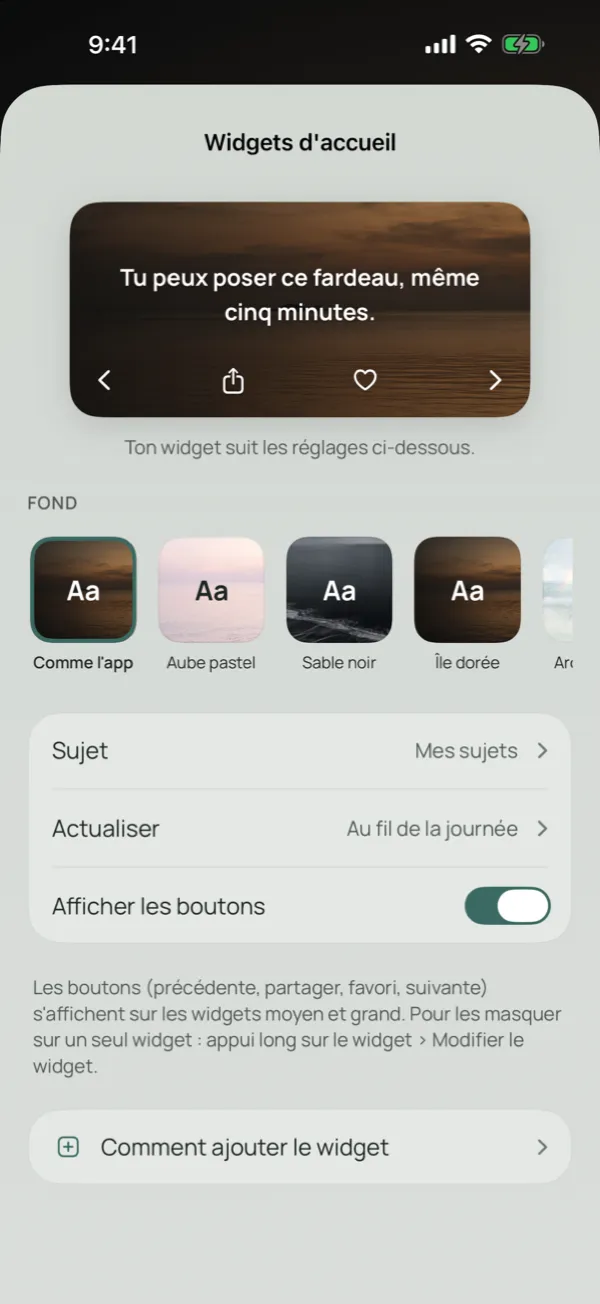 9:41
Widgets d'accueil
Tu peux poser ce fardeau, même
cinq minutes.
Ton widget suit les réglages ci-dessous.
FOND
Aa Aa Aa Aa
Comme l'app Aube pastel Sable noir Île dorée
Sujet Mes sujets
Actualiser Au fil de la journée
Afficher les boutons
Les boutons (précédente, partager, favori, suivante)
s'affichent sur les widgets moyen et grand. Pour les masquer
sur un seul widget : appui long sur le widget › Modifier le
widget.
Comment ajouter le widget